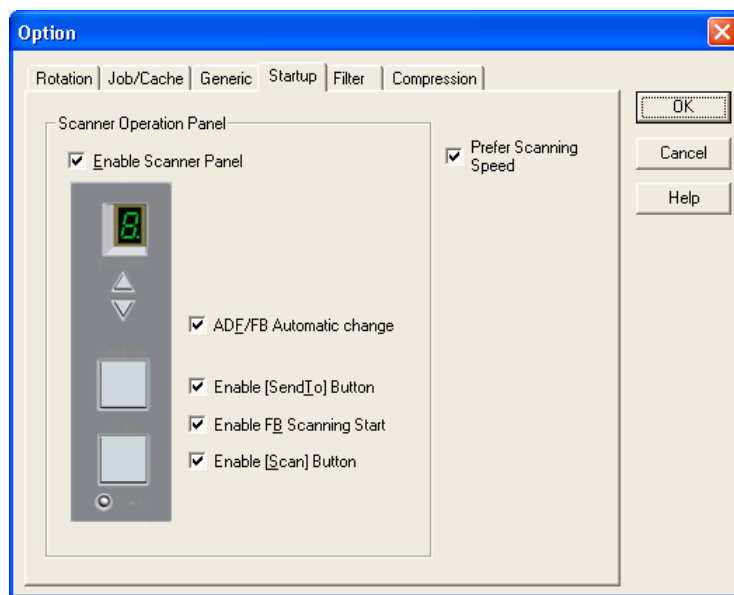 Option
Rotation
Job/Cache
Generic
Startup
Filter
Compression
OK
Cancel
Help
Scanner Operation Panel
Enable Scanner Panel
Prefer Scanning
Speed
8.
ADF/FB Automatic change
Enable [SendTo] Button
Enable FB Scanning Start
Enable [Scan] Button